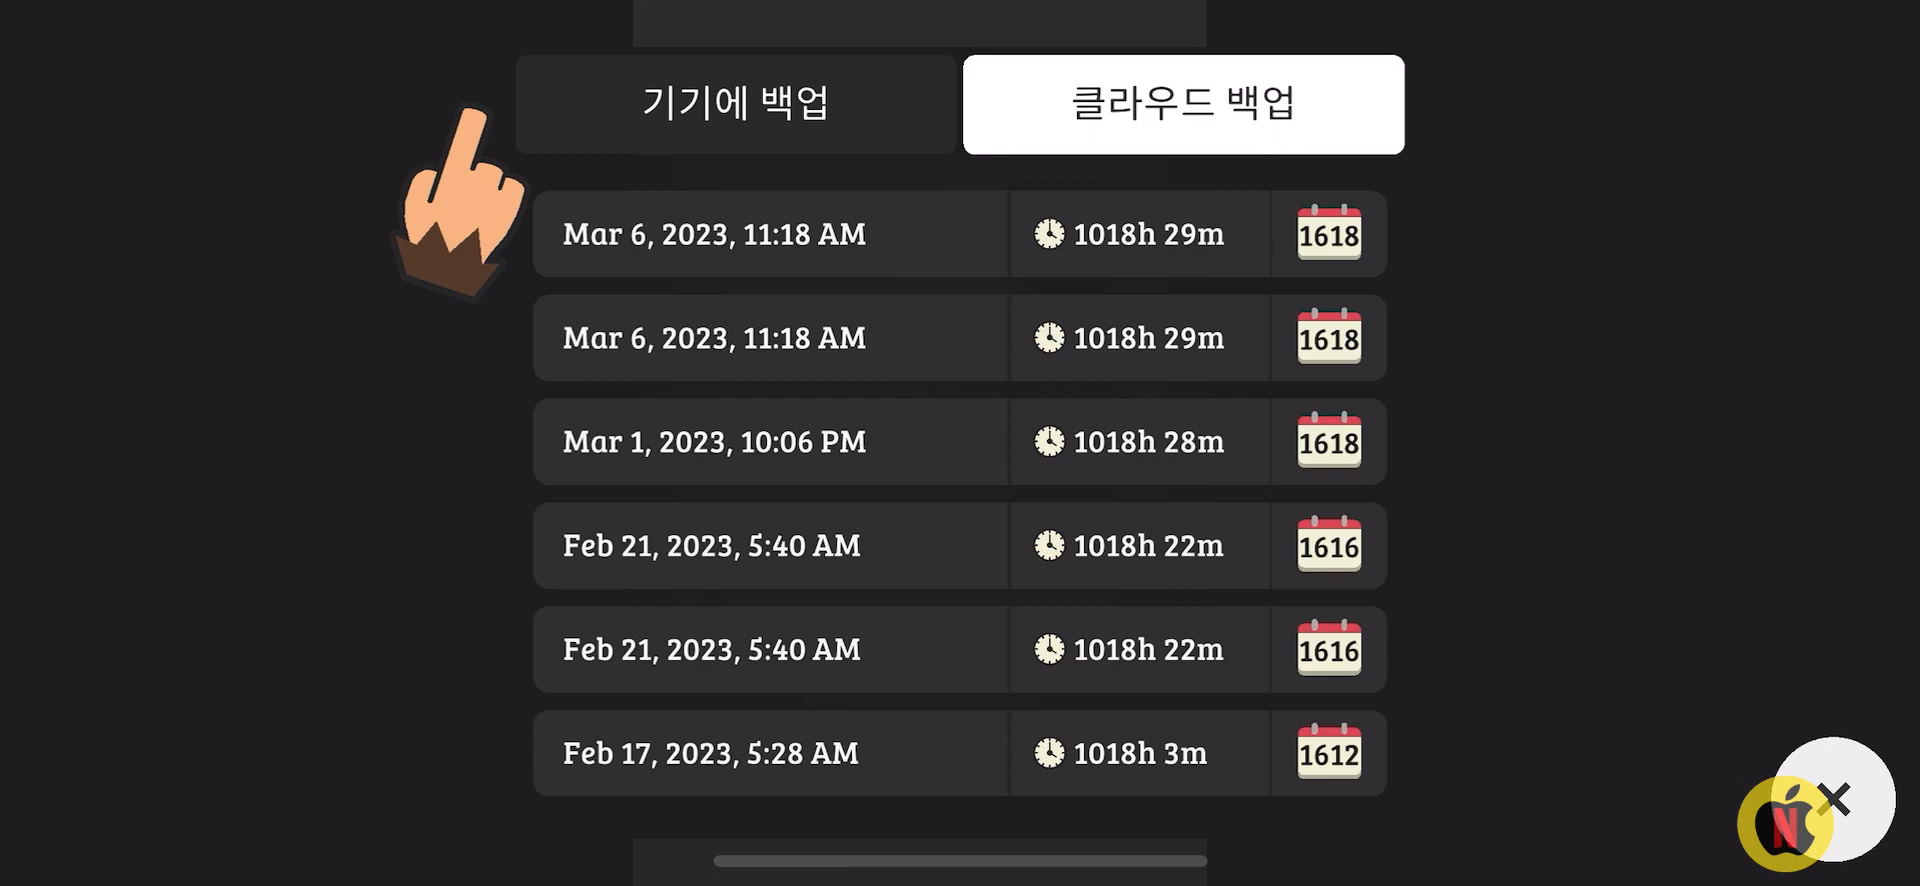 기기에 백업
클라우드 백업
Mar 6, 2023, 11:18 AM 1018h 29m 1618
Mar 6, 2023, 11:18 AM 1018h 29m 1618
Mar 1, 2023, 10:06 PM 1018h 28m 1618
Feb 21, 2023, 5:40 AM 1018h 22m 1616
Feb 21, 2023, 5:40 AM 1018h 22m 1616
Feb 17, 2023, 5:28 AM 1018h 3m 1612
N